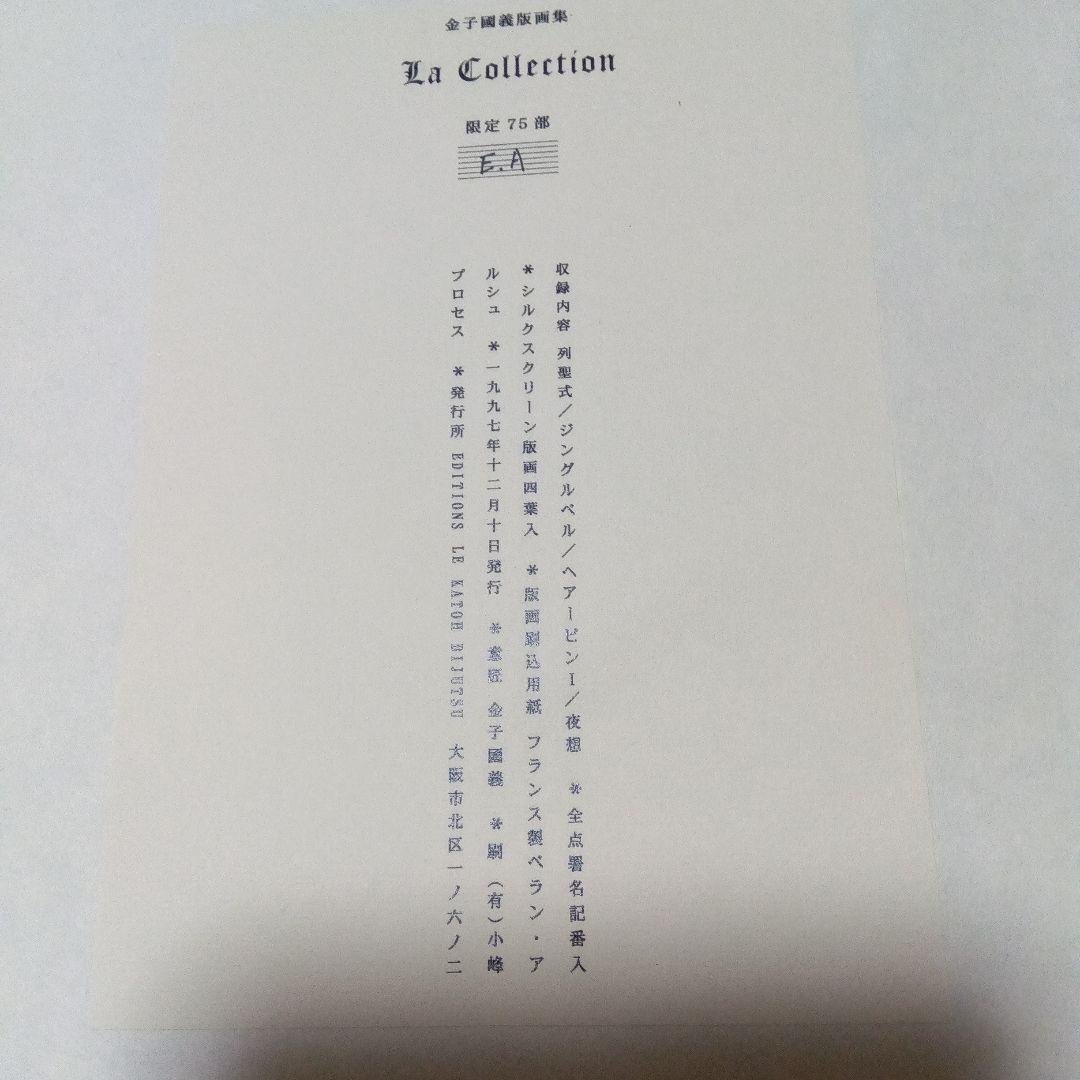 金子國義版画集
La Collection
限定75部
E.A
収録内容 列聖式／ジングルベル／ヘアーピンI／夜想 ＊全点署名記番入
＊シルクスクリーン版画四葉入 ＊版画刷込用紙 フランス製ベラン・ア
ルシュ ＊一九九七年十二月十日発行 ＊意匠 金子國義 ＊刷（有）小峰
プロセス ＊発行所 EDITIONS LE KATOH BIJUTSU 大阪市北区一ノ六ノ二